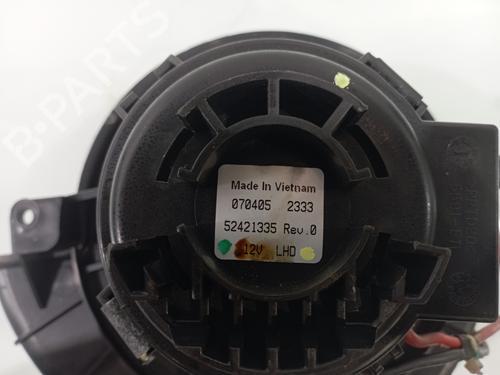 B-PARTS
Made In Vietnam
070405 2333
52421335 Rev.0
12V LHD